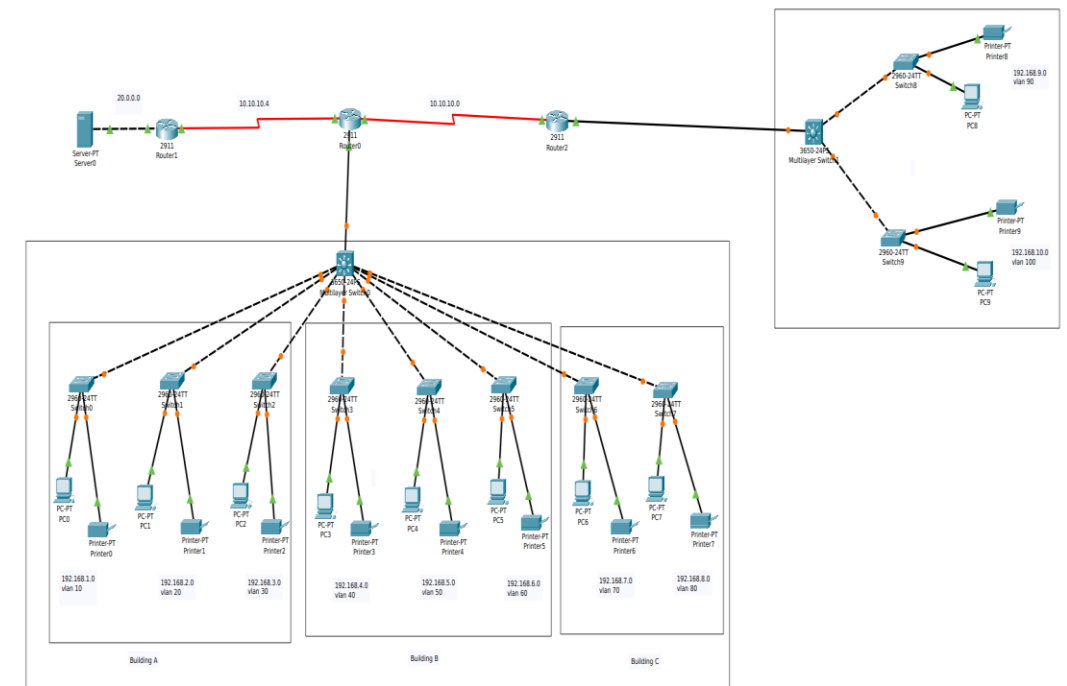 20.0.0.0
10.10.10.4
10.10.10.0
Server-PT
Server0
2911
Router1
2911
Router0
2911
Router2
3650-24PS
Multilayer Switch1
2960-24TT
Switch8
Printer-PT
Printer8
PC-PT
PC8
192.168.9.0
vlan 90
2960-24TT
Switch9
Printer-PT
Printer9
PC-PT
PC9
192.168.10.0
vlan 100
3650-24PS
Multilayer Switch0
2960-24TT
Switch0
2960-24TT
Switch1
2960-24TT
Switch2
2960-24TT
Switch3
2960-24TT
Switch4
2960-24TT
Switch5
2960-24TT
Switch6
2960-24TT
Switch7
PC-PT
PC0
Printer-PT
Printer0
PC-PT
PC1
Printer-PT
Printer1
PC-PT
PC2
Printer-PT
Printer2
PC-PT
PC3
Printer-PT
Printer3
PC-PT
PC4
Printer-PT
Printer4
PC-PT
PC5
Printer-PT
Printer5
PC-PT
PC6
Printer-PT
Printer6
PC-PT
PC7
Printer-PT
Printer7
192.168.1.0
vlan 10
192.168.2.0
vlan 20
192.168.3.0
vlan 30
192.168.4.0
vlan 40
192.168.5.0
vlan 50
192.168.6.0
vlan 60
192.168.7.0
vlan 70
192.168.8.0
vlan 80
Building A
Building B
Building C